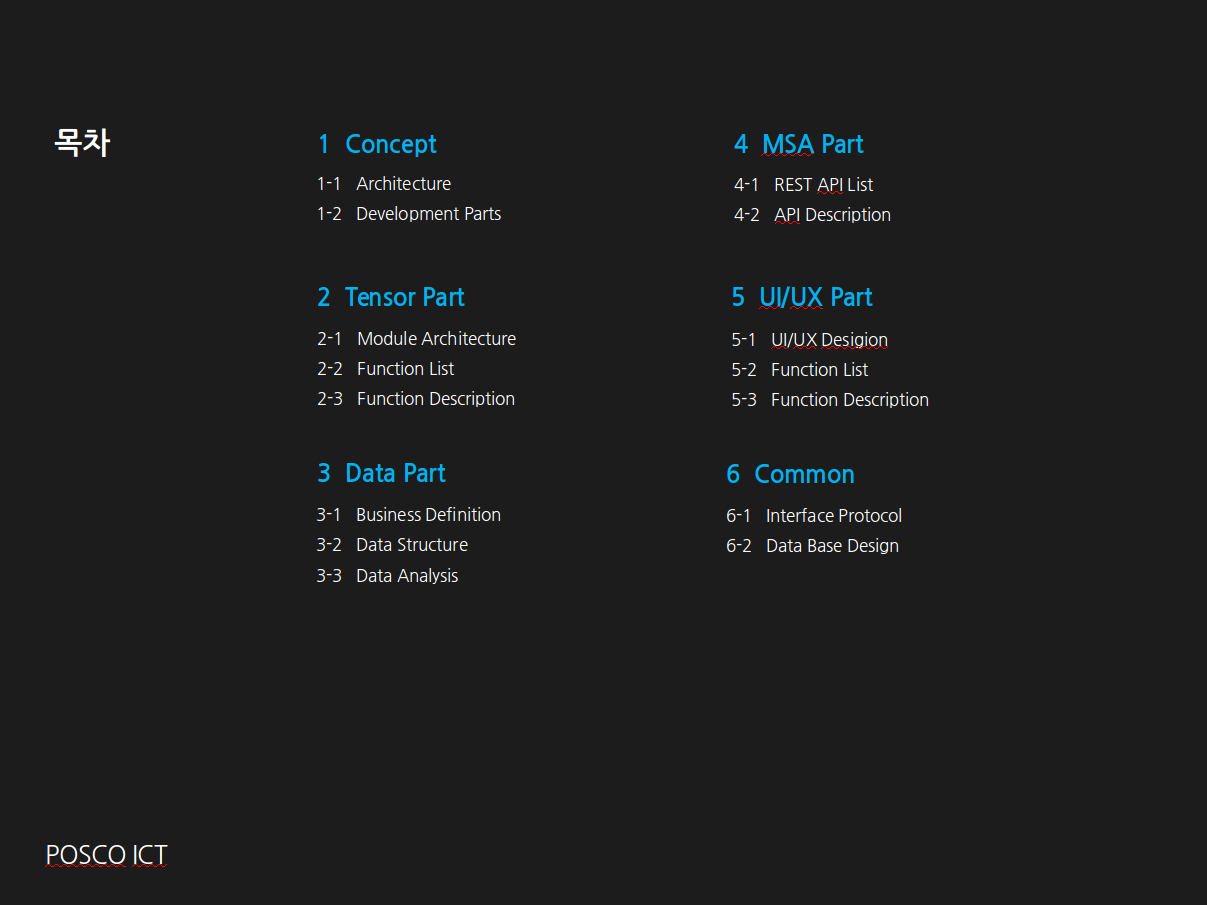 목차
1 Concept
1-1 Architecture
1-2 Development Parts
2 Tensor Part
2-1 Module Architecture
2-2 Function List
2-3 Function Description
3 Data Part
3-1 Business Definition
3-2 Data Structure
3-3 Data Analysis
4 MSA Part
4-1 REST API List
4-2 API Description
5 UI/UX Part
5-1 UI/UX Desigion
5-2 Function List
5-3 Function Description
6 Common
6-1 Interface Protocol
6-2 Data Base Design
POSCO ICT